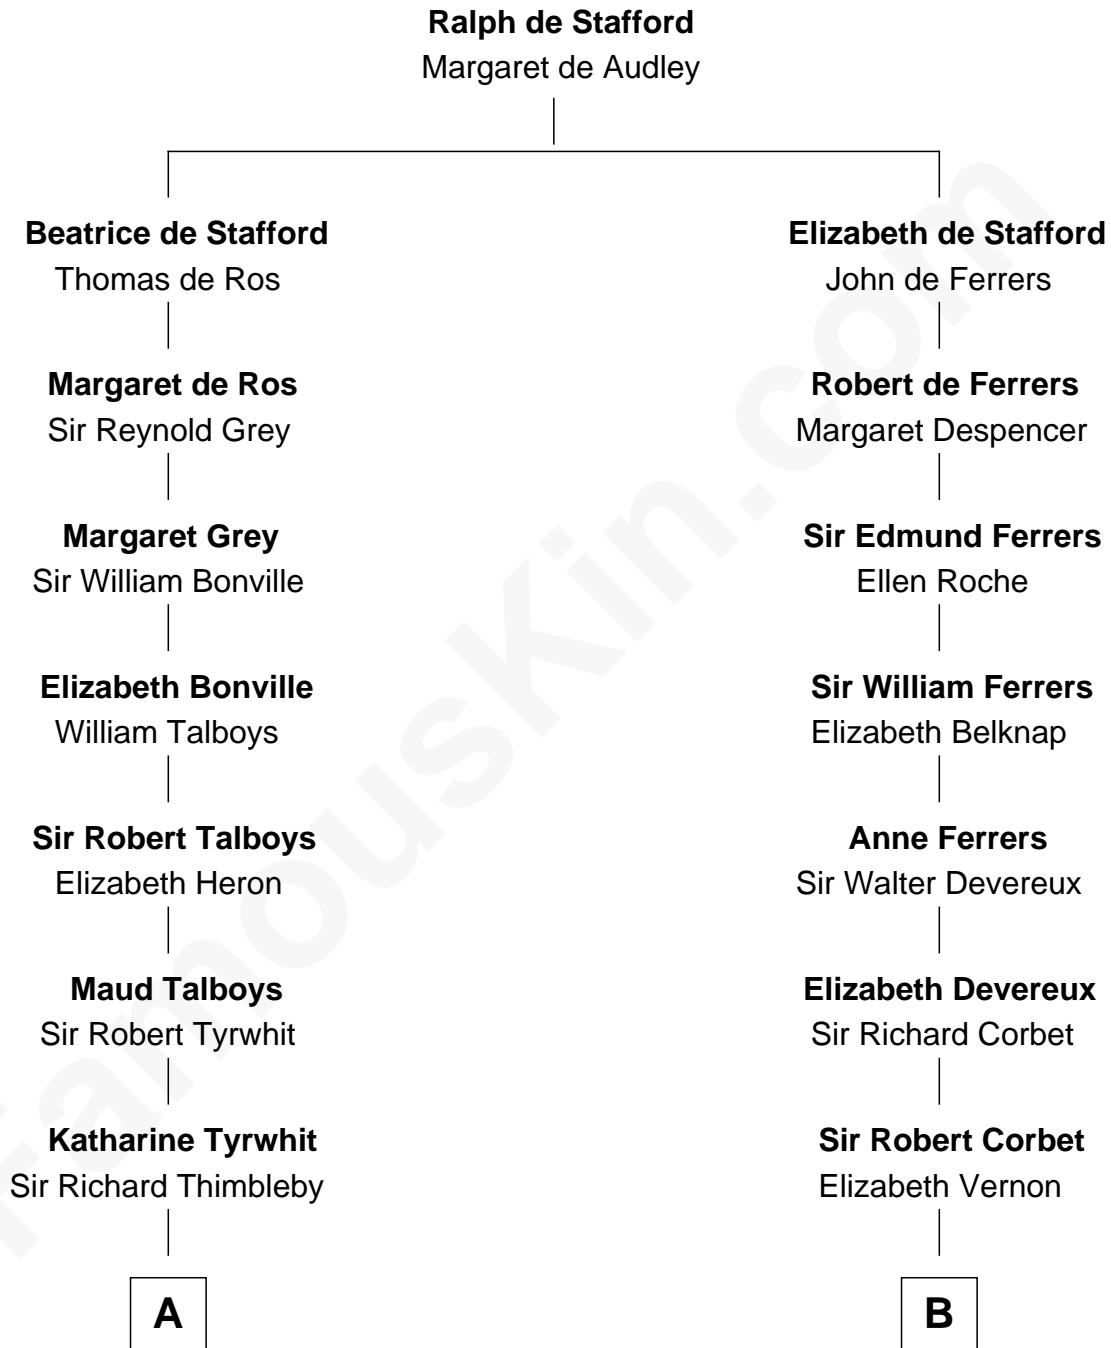 Ralph de Stafford
Margaret de Audley
Beatrice de Stafford
Thomas de Ros
Margaret de Ros
Sir Reynold Grey
Margaret Grey
Sir William Bonville
Elizabeth Bonville
William Talboys
Sir Robert Talboys
Elizabeth Heron
Maud Talboys
Sir Robert Tyrwhit
Katharine Tyrwhit
Sir Richard Thimbleby
A
Elizabeth de Stafford
John de Ferrers
Robert de Ferrers
Margaret Despencer
Sir Edmund Ferrers
Ellen Roche
Sir William Ferrers
Elizabeth Belknap
Anne Ferrers
Sir Walter Devereux
Elizabeth Devereux
Sir Richard Corbet
Sir Robert Corbet
Elizabeth Vernon
B
FamousKin.com